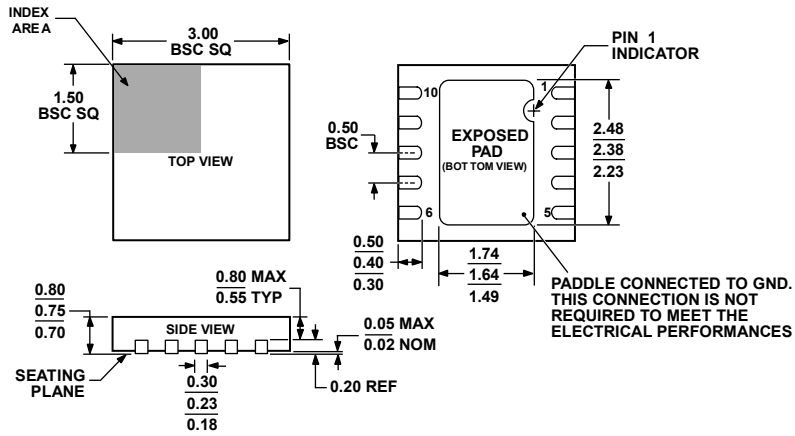 INDEX
AREA
3.00
BSC SQ
1.50
BSC SQ
TOP VIEW
PIN 1
INDICATOR
10
1
0.50
BSC
EXPOSED
PAD
(BOTTOM VIEW)
2.48
2.38
2.23
6
5
0.50
0.40
0.30
1.74
1.64
1.49
PADDLE CONNECTED TO GND.
THIS CONNECTION IS NOT
REQUIRED TO MEET THE
ELECTRICAL PERFORMANCES
0.80
0.75
0.70
0.80 MAX
0.55 TYP
SIDE VIEW
0.05 MAX
0.02 NOM
SEATING
PLANE
0.30
0.23
0.18
0.20 REF